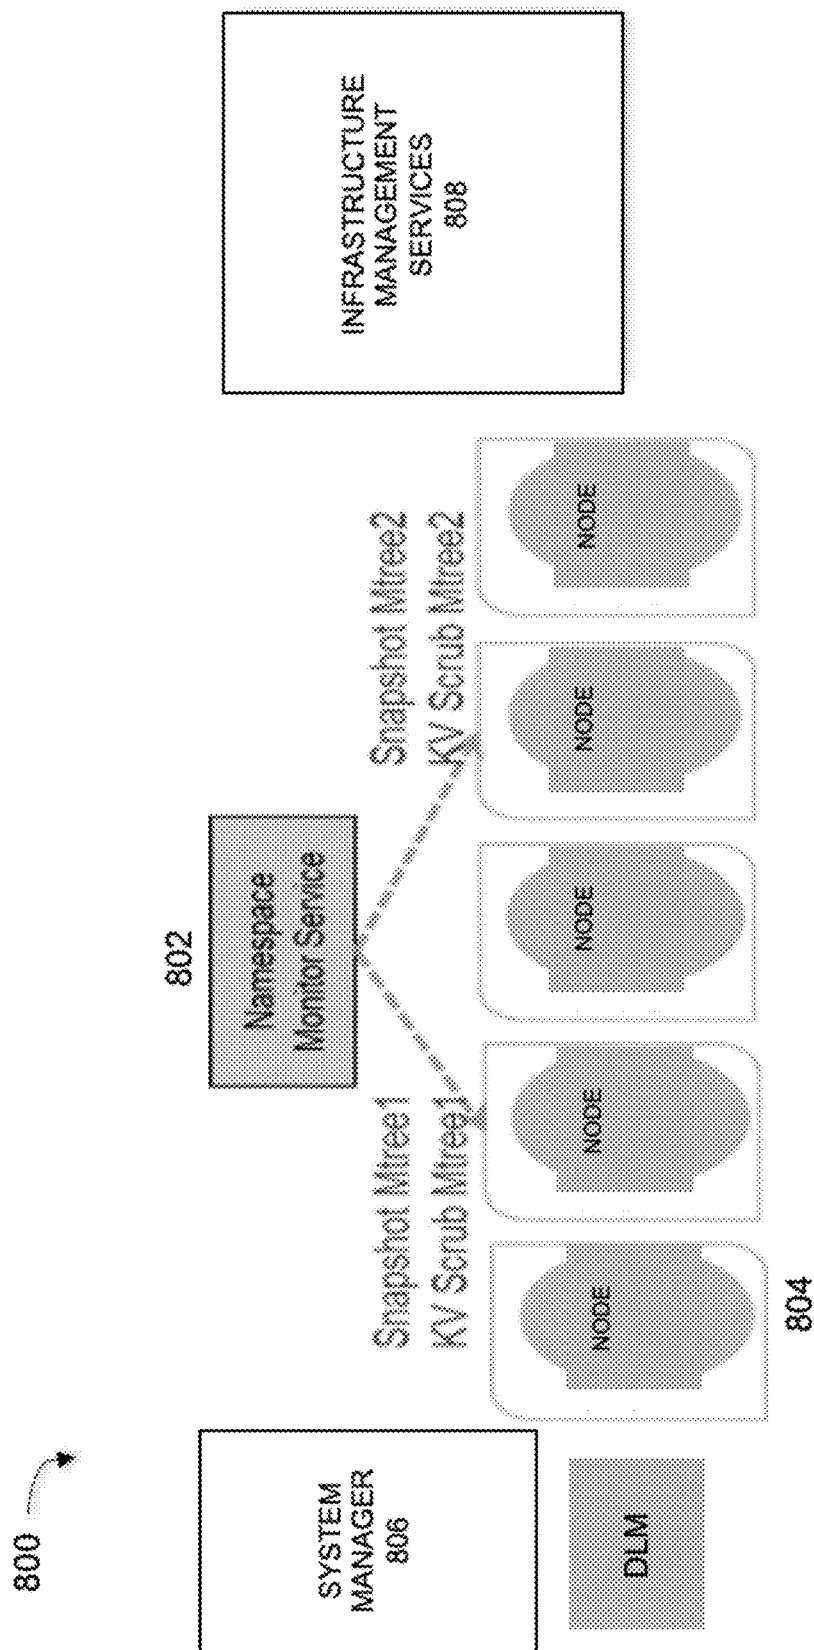 800
SYSTEM
MANAGER
806
DLM
802
Namespace
Monitor Service
Snapshot Mtree1
KV Scrub Mtree1
Snapshot Mtree2
KV Scrub Mtree2
NODE
NODE
NODE
NODE
NODE
804
INFRASTRUCTURE
MANAGEMENT
SERVICES
808